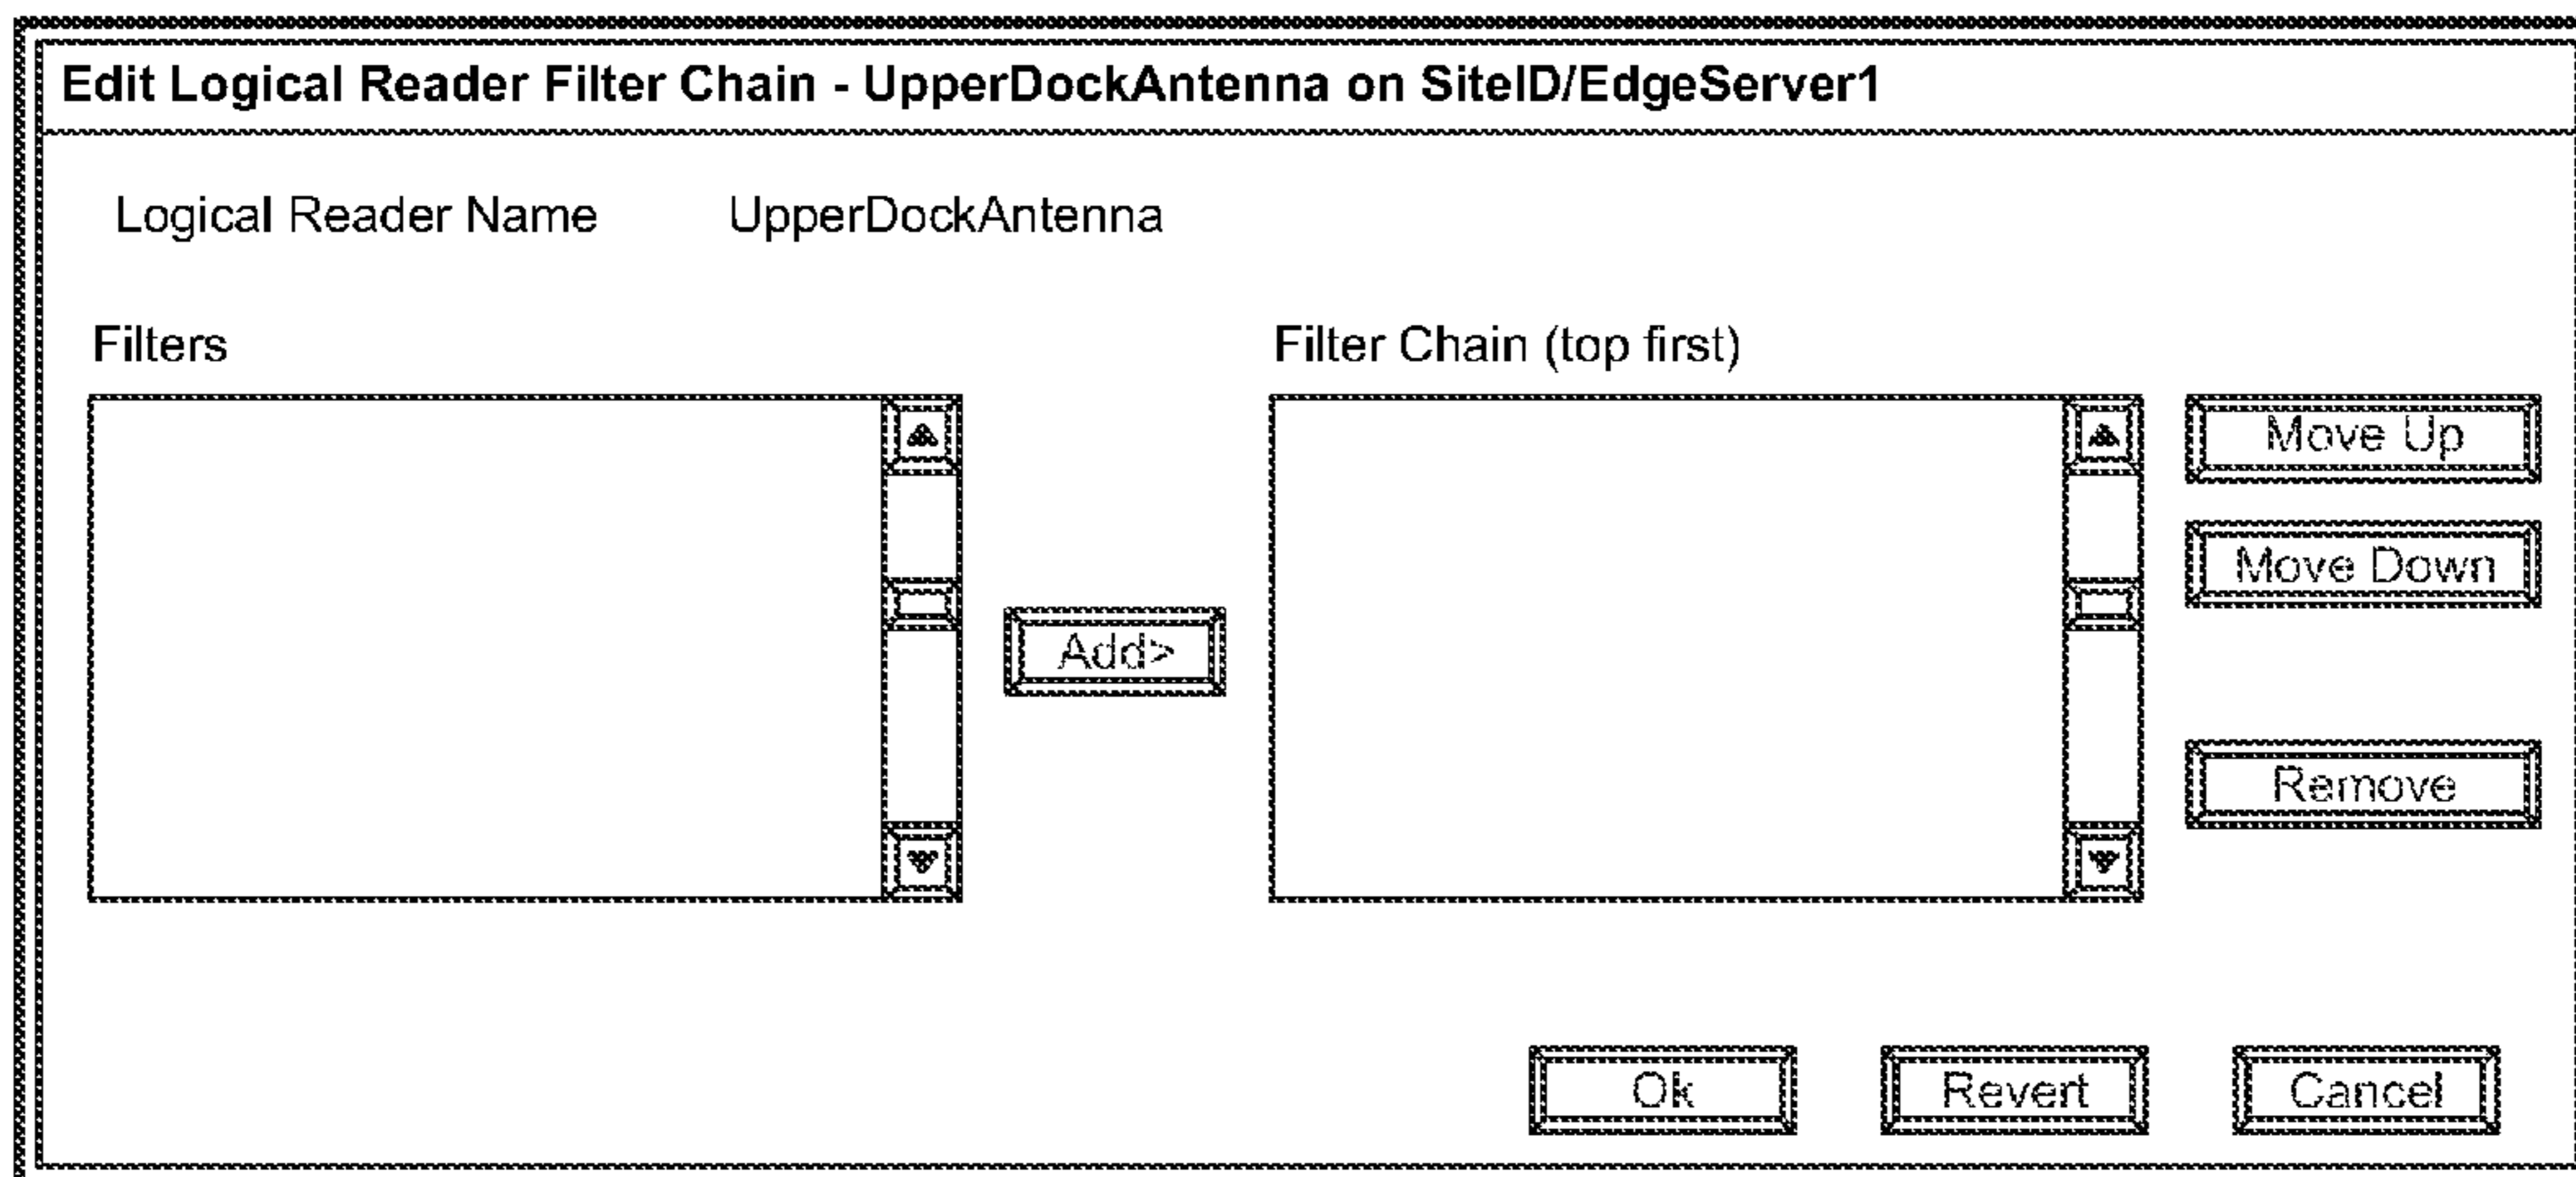 Edit Logical Reader Filter Chain - UpperDockAntenna on SiteID/EdgeServer1
Logical Reader Name UpperDockAntenna
Filters Filter Chain (top first)
Move Up
Move Down
Add>
Remove
Ok Revert Cancel